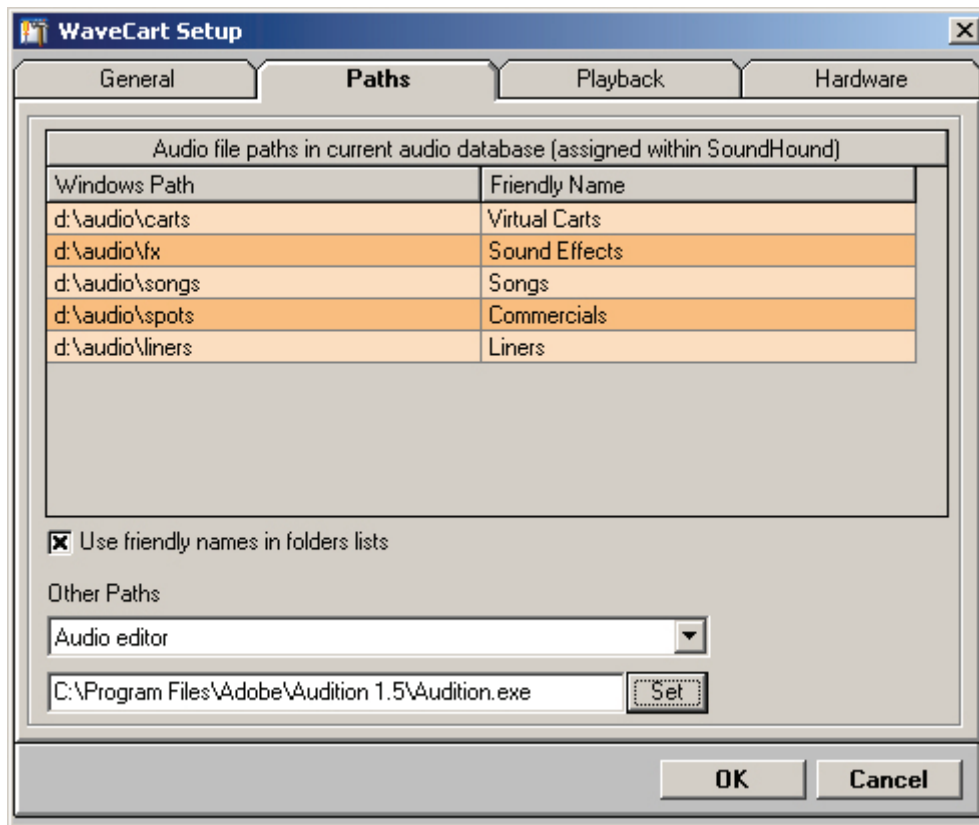 WaveCart Setup
General Paths Playback Hardware
Audio file paths in current audio database (assigned within SoundHound)
Windows Path Friendly Name
d:\audio\carts Virtual Carts
d:\audio\fx Sound Effects
d:\audio\songs Songs
d:\audio\spots Commercials
d:\audio\liners Liners
Use friendly names in folders lists
Other Paths
Audio editor
C:\Program Files\Adobe\Audition 1.5\Audition.exe Set
OK Cancel